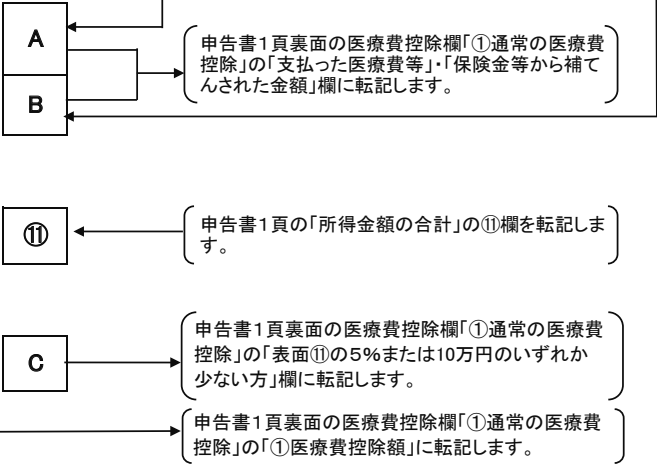 A
申告書１頁裏面の医療費控除欄「①通常の医療費
控除」の「支払った医療費等」・「保険金等から補て
んされた金額」欄に転記します。
B
⑪
申告書１頁の「所得金額の合計」の⑪欄を転記しま
す。
申告書１頁裏面の医療費控除欄「①通常の医療費
控除」の「表面⑪の５％または10万円のいずれか
少ない方」欄に転記します。
C
申告書１頁裏面の医療費控除欄「①通常の医療費
控除」の「①医療費控除額」に転記します。